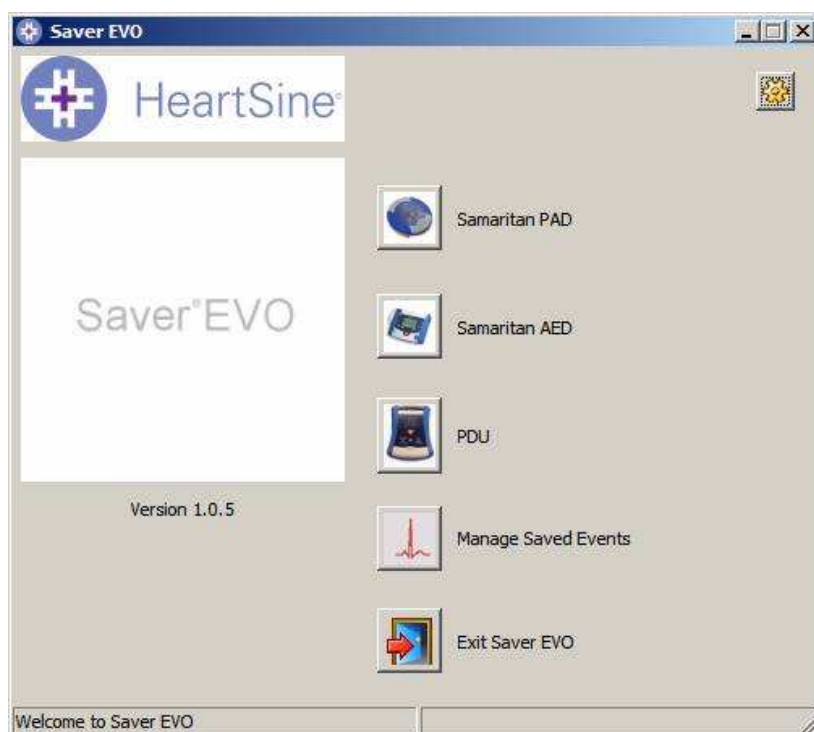 Saver EVO
HeartSine®
Saver®EVO
Version 1.0.5
Samaritan PAD
Samaritan AED
PDU
Manage Saved Events
Exit Saver EVO
Welcome to Saver EVO